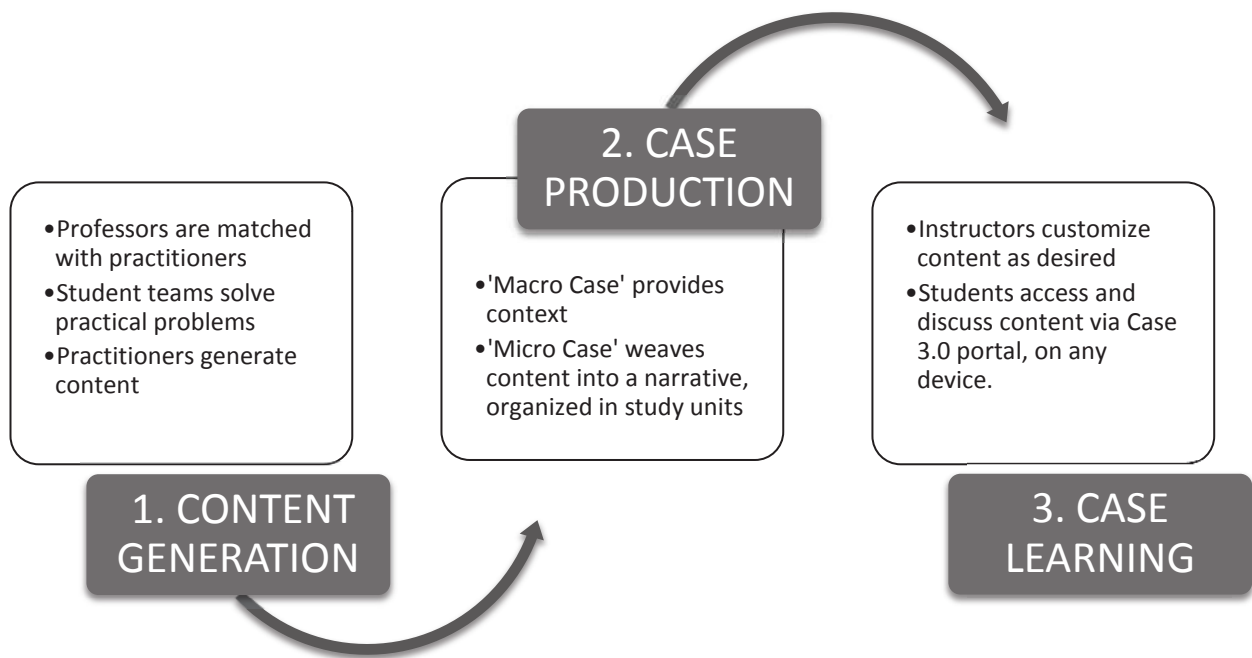 •Professors are matched
with practitioners
•Student teams solve
practical problems
•Practitioners generate
content
1. CONTENT
GENERATION
2. CASE
PRODUCTION
•'Macro Case' provides
context
•'Micro Case' weaves
content into a narrative,
organized in study units
•Instructors customize
content as desired
•Students access and
discuss content via Case
3.0 portal, on any
device.
3. CASE
LEARNING